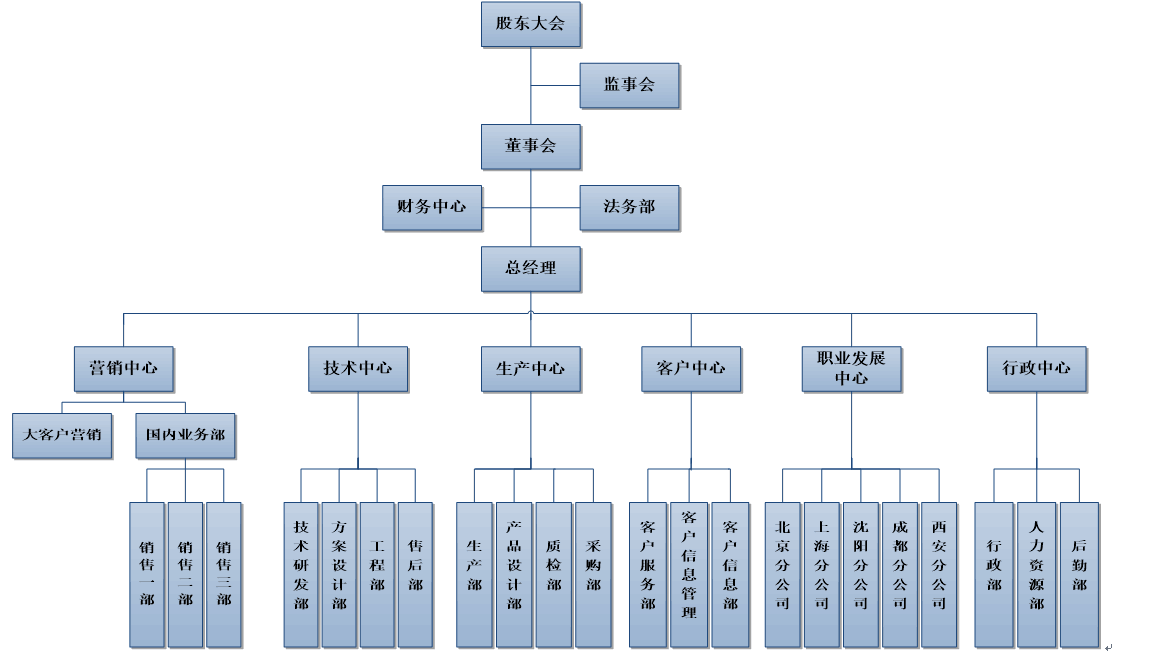 股东大会
监事会
董事会
财务中心
法务部
总经理
营销中心
技术中心
生产中心
客户中心
职业发展
中心
行政中心
大客户营销
国内业务部
销售一部
销售二部
销售三部
技术研发部
方案设计部
工程部
售后部
生产部
产品设计部
质检部
采购部
客户服务部
客户信息管理
客户信息部
北京分公司
上海分公司
沈阳分公司
成都分公司
西安分公司
行政部
人力资源部
后勤部